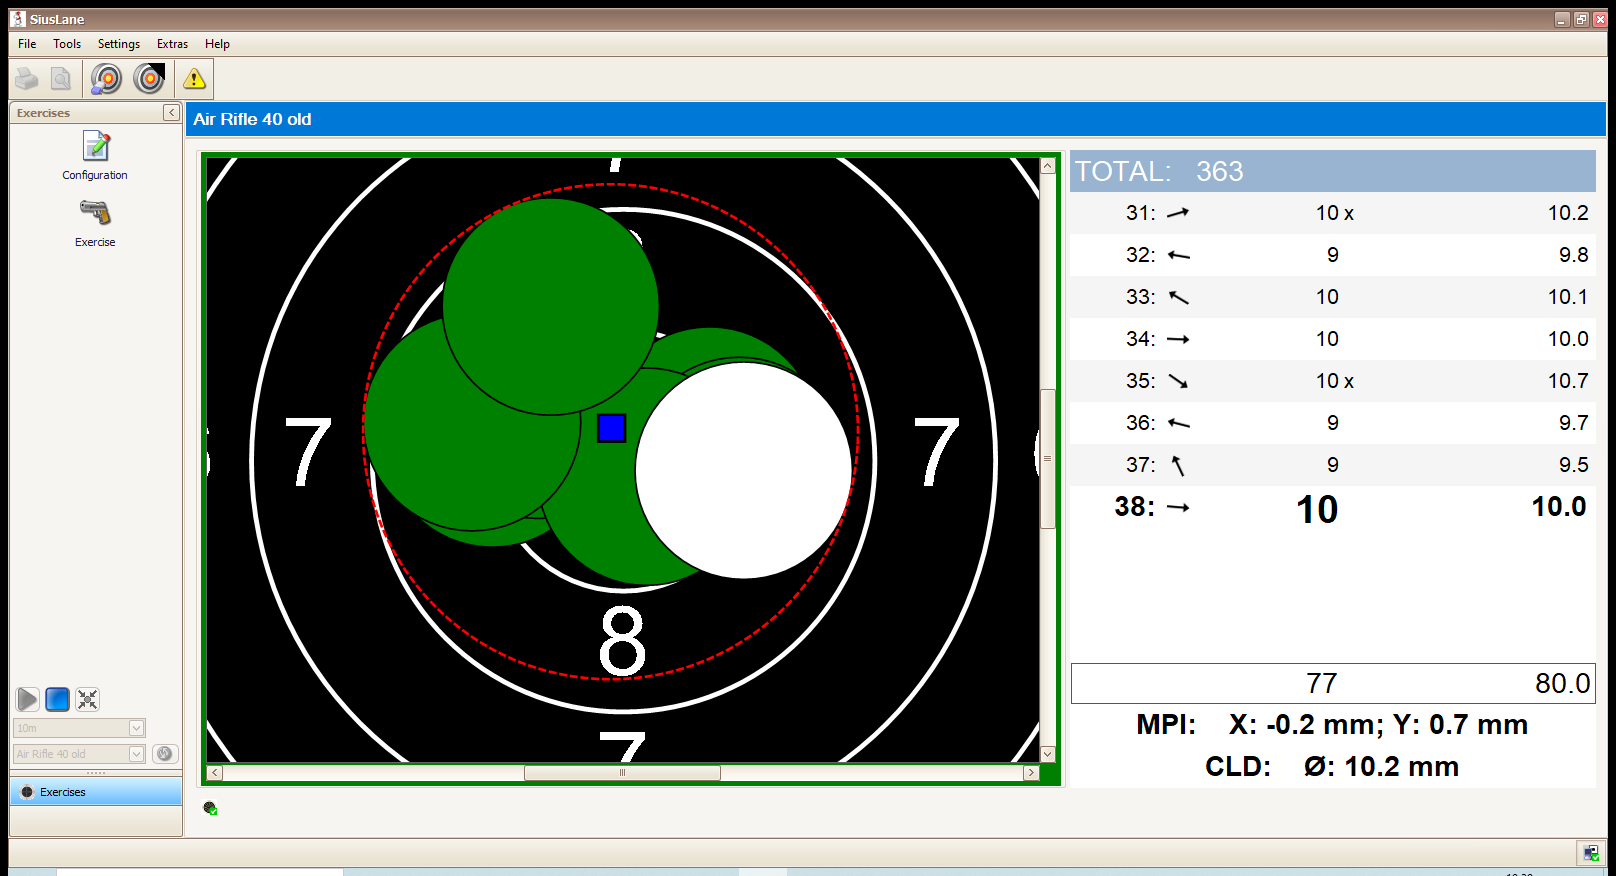 SiusLane
File Tools Settings Extras Help
Exercises
Configuration
Exercise
10m
Air Rifle 40 old
Exercises
Air Rifle 40 old
7
7
8
7
TOTAL: 363
31: 10 x 10.2
32: 9 9.8
33: 10 10.1
34: 10 10.0
35: 10 x 10.7
36: 9 9.7
37: 9 9.5
38: 10 10.0
77 80.0
MPI: X: -0.2 mm; Y: 0.7 mm
CLD: Ø: 10.2 mm